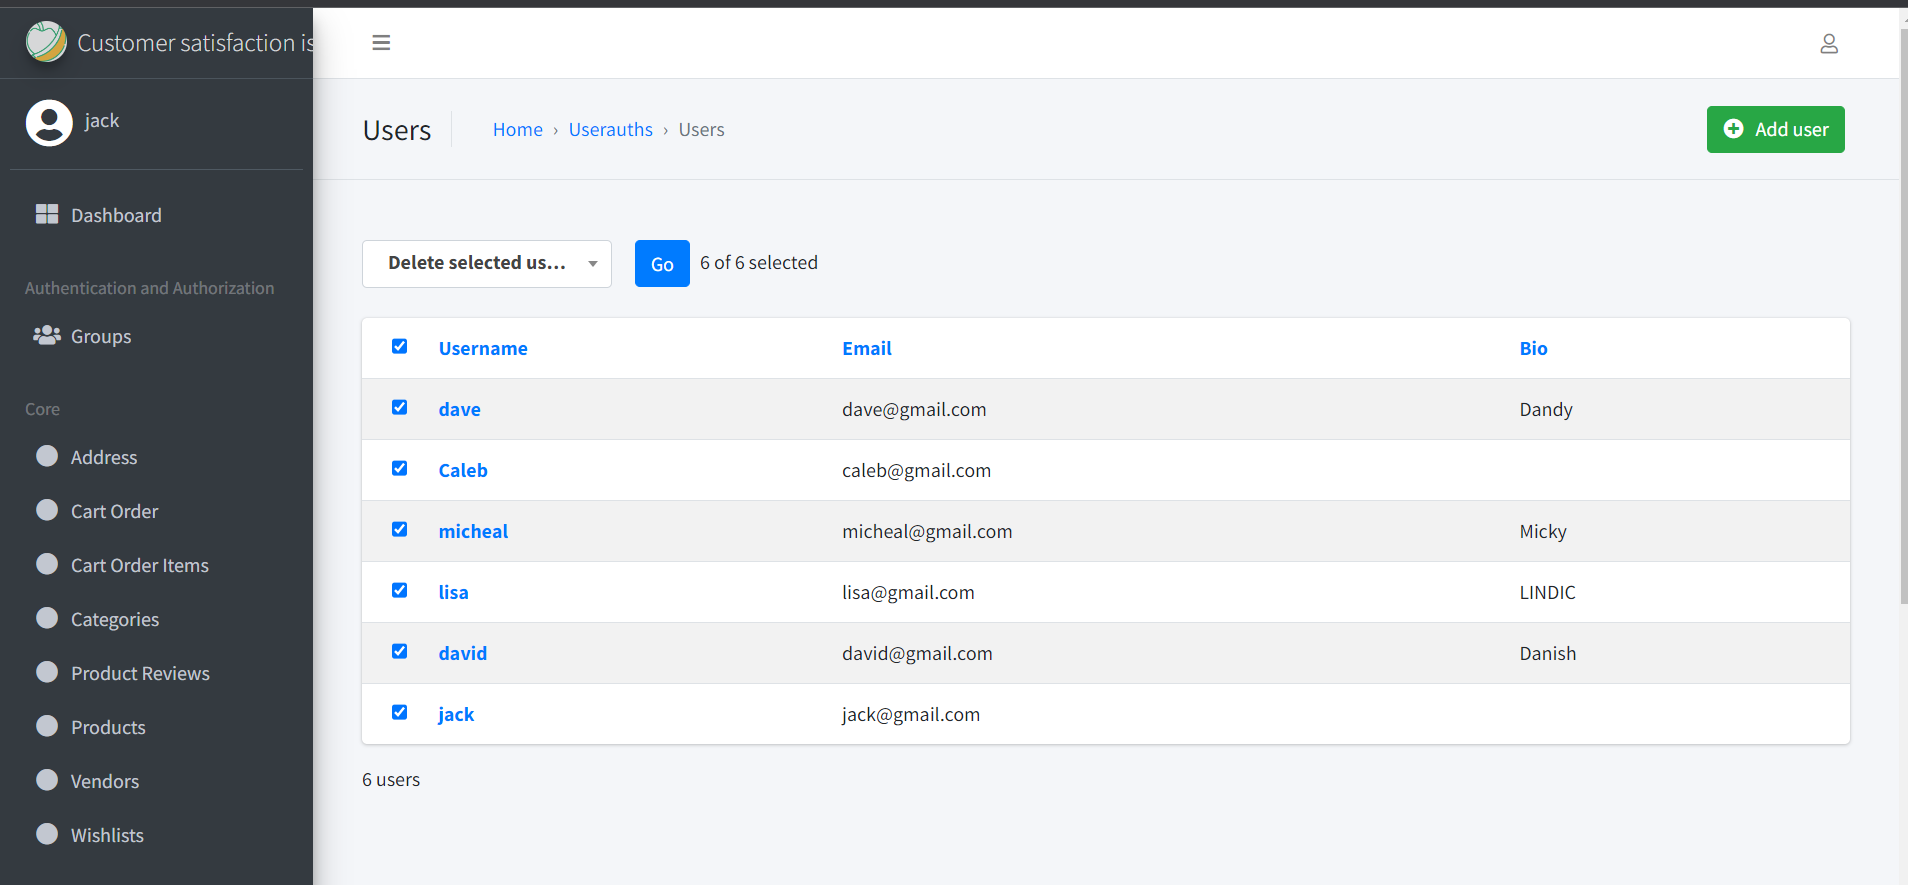 Customer satisfaction is
jack
Dashboard
Authentication and Authorization
Groups
Core
Address
Cart Order
Cart Order Items
Categories
Product Reviews
Products
Vendors
Wishlists
Users
Home › Userauths › Users
Add user
Delete selected us...
Go
6 of 6 selected
Username Email Bio
dave dave@gmail.com Dandy
Caleb caleb@gmail.com
micheal micheal@gmail.com Micky
lisa lisa@gmail.com LINDIC
david david@gmail.com Danish
jack jack@gmail.com
6 users